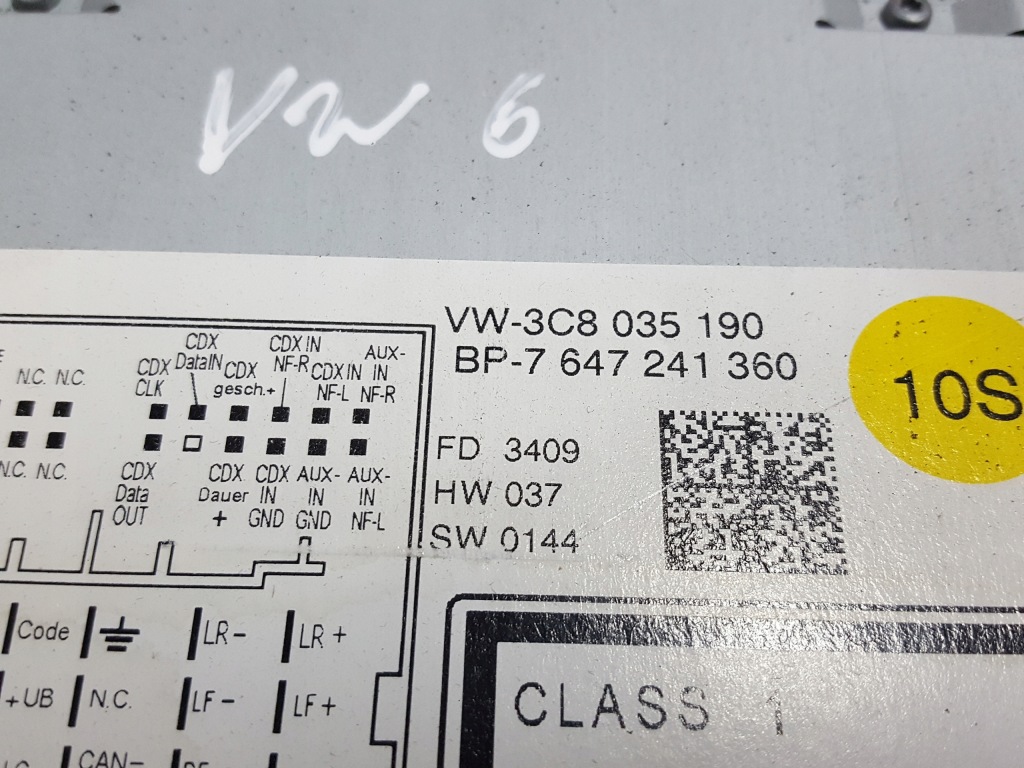 VW 6
VW-3C8 035 190
BP-7 647 241 360
10S
FD 3409
HW 037
SW 0144
CLASS 1
N.C. N.C.
CDX CLK
CDX DataIN
CDX gesch.+
CDX IN NF-R
CDX IN NF-L
AUX-IN NF-R
N.C. N.C.
CDX Data OUT
CDX Dauer +
CDX IN GND
AUX-IN GND
AUX-IN NF-L
Code LR- LR+
+UB N.C. LF- LF+
CAN-